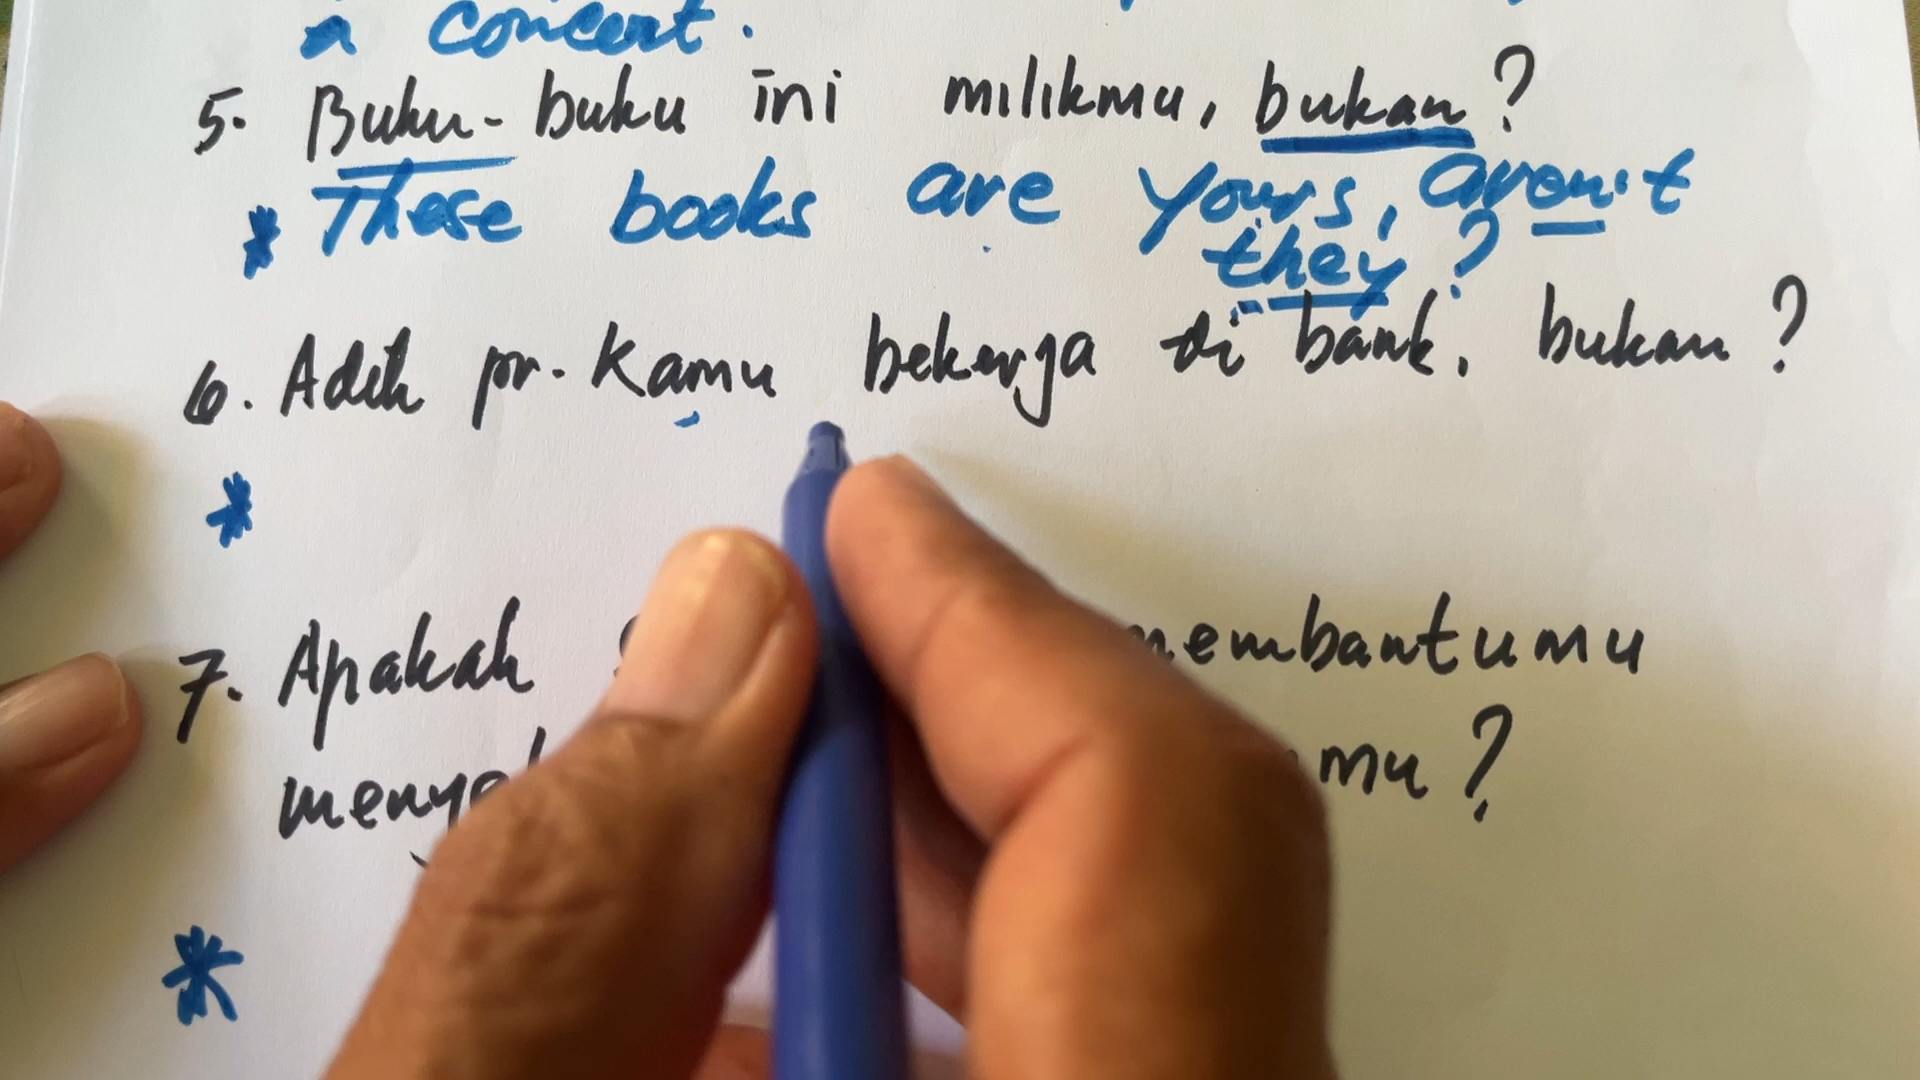 a concert.
5. Buku-buku ini milikmu, bukan?
* These books are yours, aren't
they?
6. Adik pr. kamu bekerja di bank, bukan?
*
7. Apakah membantumu
mu?
*